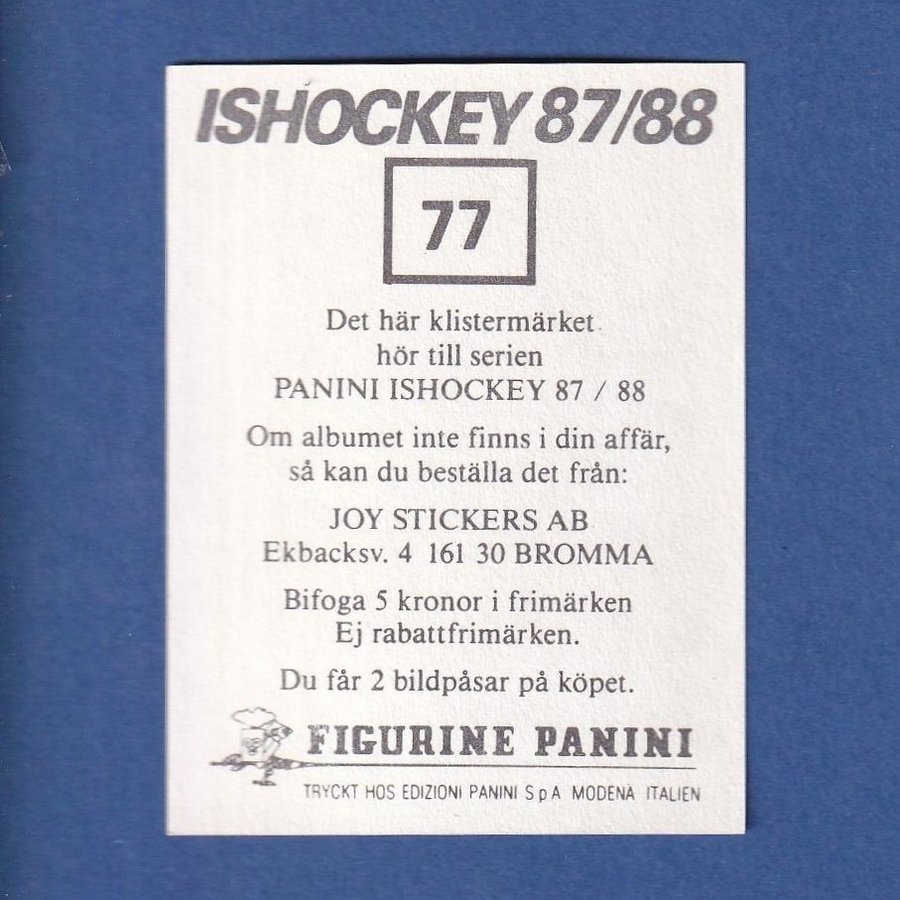 ISHOCKEY 87/88
77
Det här klistermärket
hör till serien
PANINI ISHOCKEY 87 / 88
Om albumet inte finns i din affär,
så kan du beställa det från:
JOY STICKERS AB
Ekbacksv. 4 161 30 BROMMA
Bifoga 5 kronor i frimärken
Ej rabattfrimärken.
Du får 2 bildpåsar på köpet.
FIGURINE PANINI
TRYCKT HOS EDIZIONI PANINI S p A MODENA ITALIEN